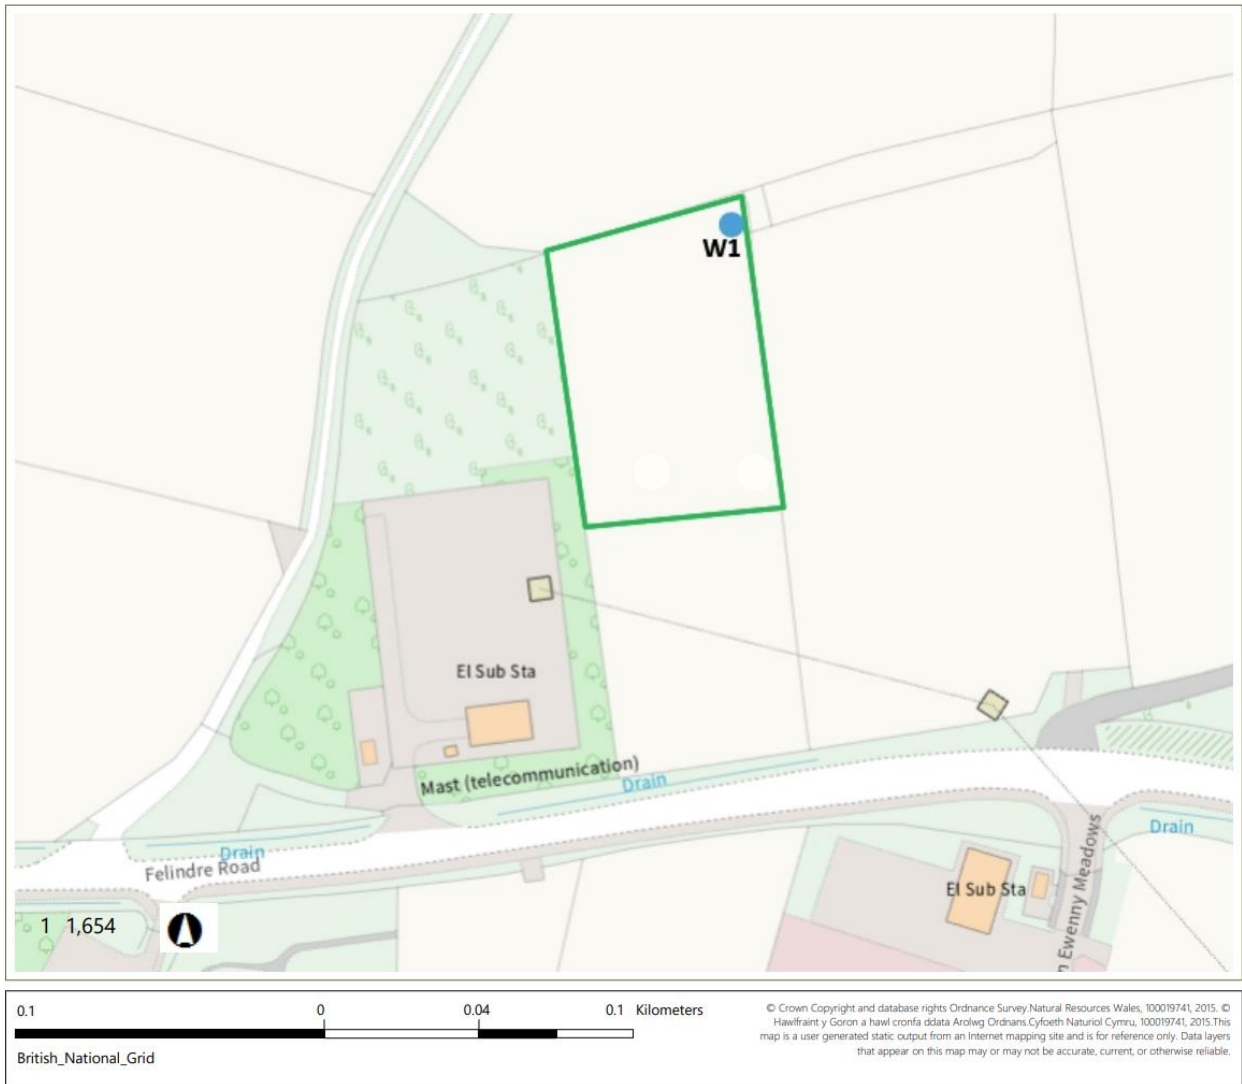 W1
El Sub Sta
Mast (telecommunication)
Drain
Drain
Felindre Road
Drain
El Sub Sta
Ewenny Meadows
1 1,654
0.1 0 0.04 0.1 Kilometers
British_National_Grid
© Crown Copyright and database rights Ordnance Survey.Natural Resources Wales, 100019741, 2015. ©
Hawlfraint y Goron a hawl cronfa ddata Arolwg Ordnans.Cyfoeth Naturiol Cymru, 100019741, 2015.This
map is a user generated static output from an Internet mapping site and is for reference only. Data layers
that appear on this map may or may not be accurate, current, or otherwise reliable.